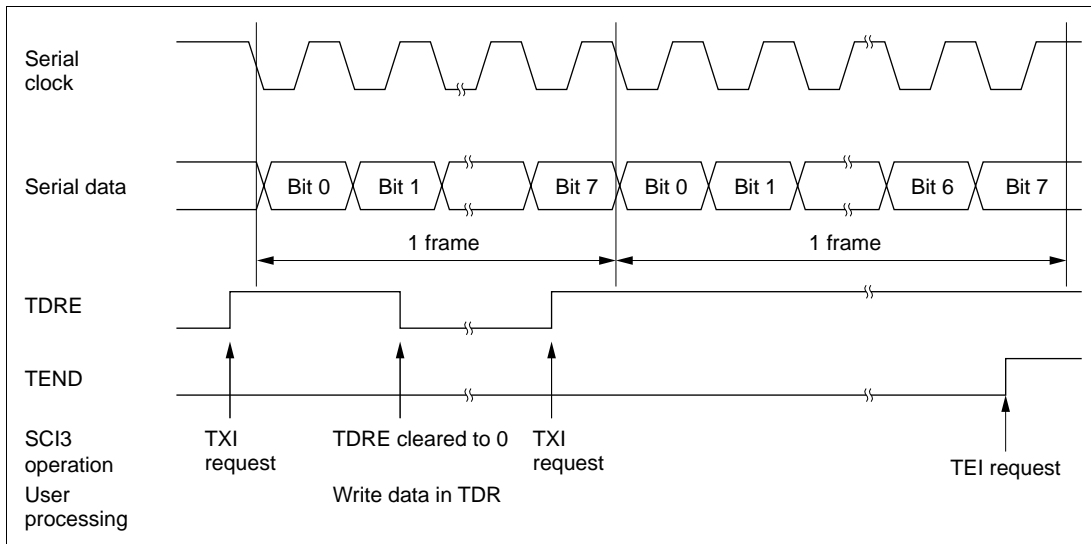 Serial
clock
Serial data
Bit 0
Bit 1
Bit 7
Bit 0
Bit 1
Bit 6
Bit 7
1 frame
1 frame
TDRE
TEND
SCI3
operation
TXI
request
TDRE cleared to 0
TXI
request
TEI request
User
processing
Write data in TDR